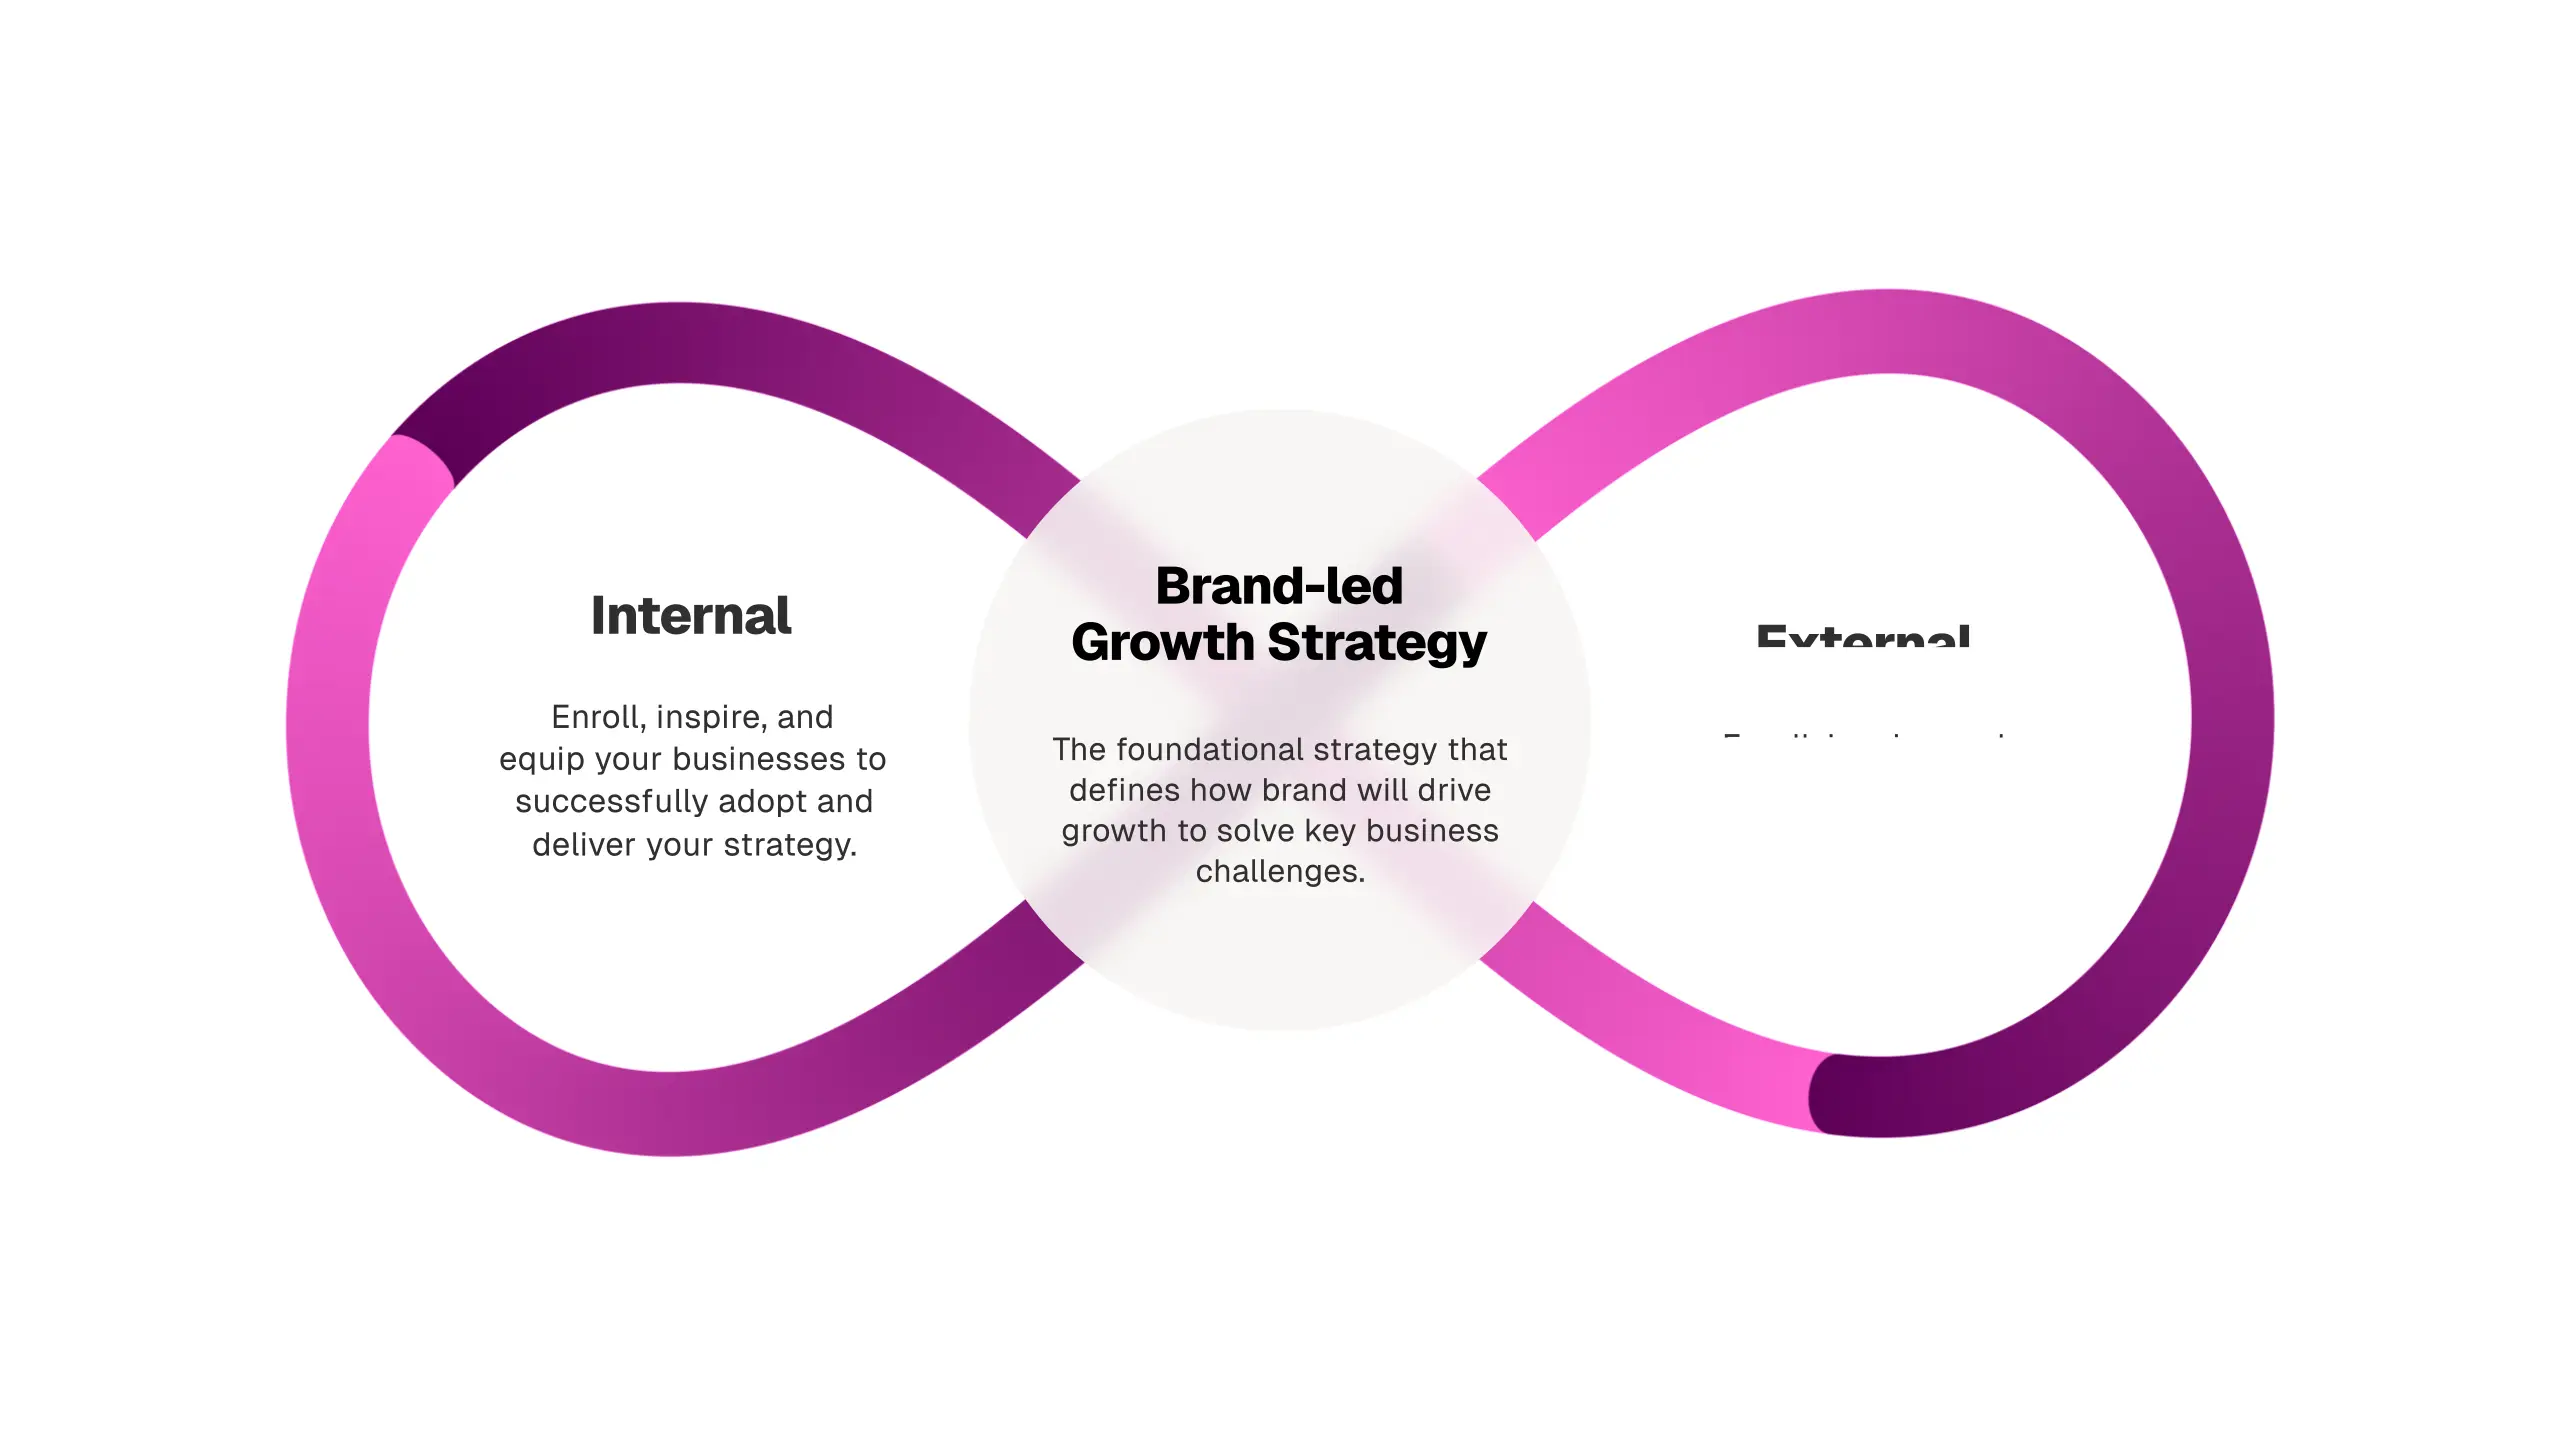 Internal
Enroll, inspire, and
equip your businesses to
successfully adopt and
deliver your strategy.
Brand-led
Growth Strategy
The foundational strategy that
defines how brand will drive
growth to solve key business
challenges.
External